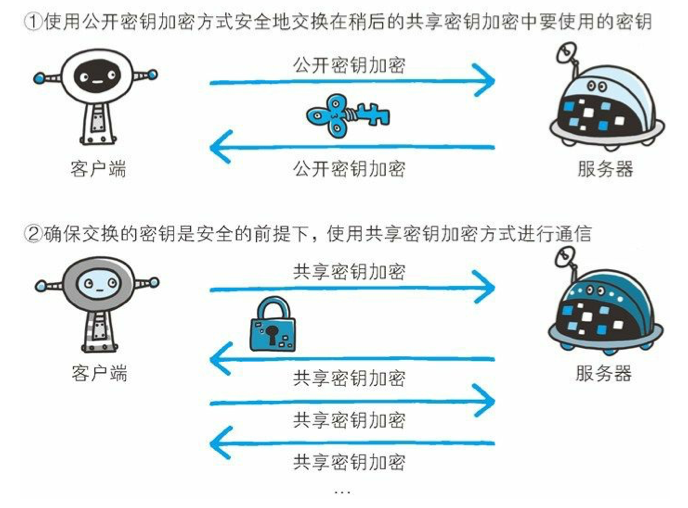 ①使用公开密钥加密方式安全地交换在稍后的共享密钥加密中要使用的密钥
公开密钥加密
公开密钥加密
客户端
服务器
②确保交换的密钥是安全的前提下，使用共享密钥加密方式进行通信
共享密钥加密
共享密钥加密
客户端
服务器
共享密钥加密
共享密钥加密
…